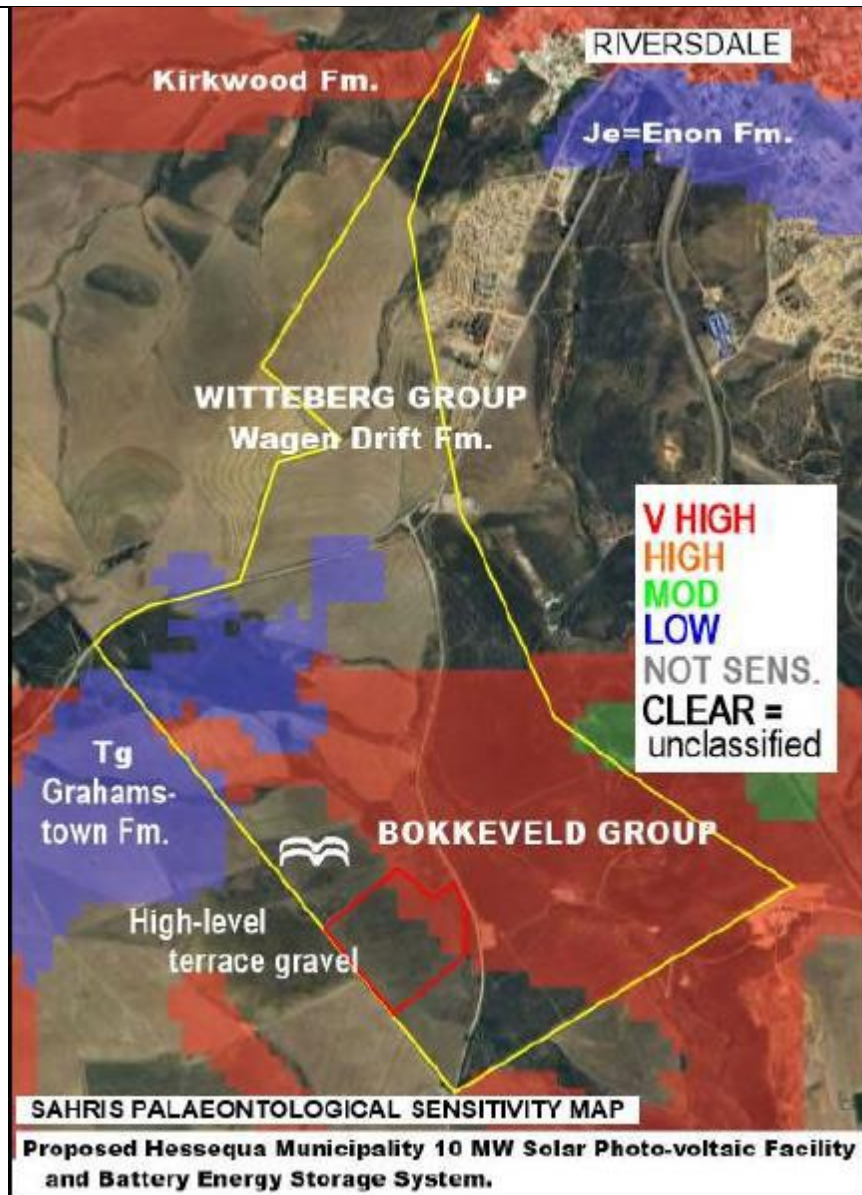 RIVERSDALE
Kirkwood Fm.
Je=Enon Fm.
WITTEBERG GROUP
Wagen Drift Fm.
V HIGH
HIGH
MOD
LOW
NOT SENS.
CLEAR =
unclassified
Tg
Grahams-
town Fm.
BOKKEVELD GROUP
High-level
terrace gravel
SAHRIS PALAEONTOLOGICAL SENSITIVITY MAP
Proposed Hessequa Municipality 10 MW Solar Photo-voltaic Facility
and Battery Energy Storage System.